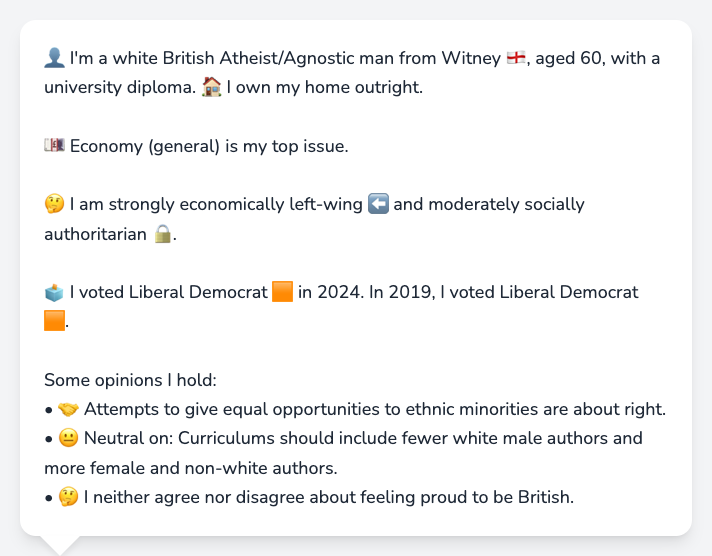 👤 I'm a white British Atheist/Agnostic man from Witney 🏴󠁧󠁢󠁥󠁮󠁧󠁿, aged 60, with a
university diploma. 🏠 I own my home outright.
💷 Economy (general) is my top issue.
🤔 I am strongly economically left-wing ⬅️ and moderately socially
authoritarian 🔒.
🗳️ I voted Liberal Democrat 🟧 in 2024. In 2019, I voted Liberal Democrat
🟧.
Some opinions I hold:
• 🤝 Attempts to give equal opportunities to ethnic minorities are about right.
• 😐 Neutral on: Curriculums should include fewer white male authors and
more female and non-white authors.
• 🤔 I neither agree nor disagree about feeling proud to be British.